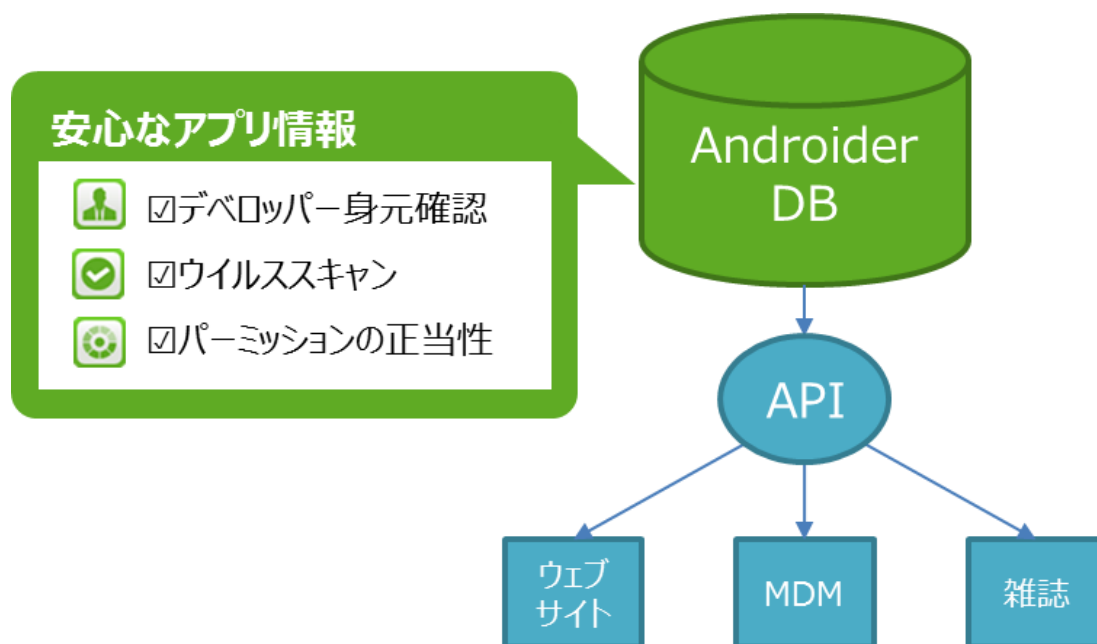 安心なアプリ情報
☑デベロッパー身元確認
☑ウイルススキャン
☑パーミッションの正当性
Androider
DB
API
ウェブ
サイト
MDM
雑誌